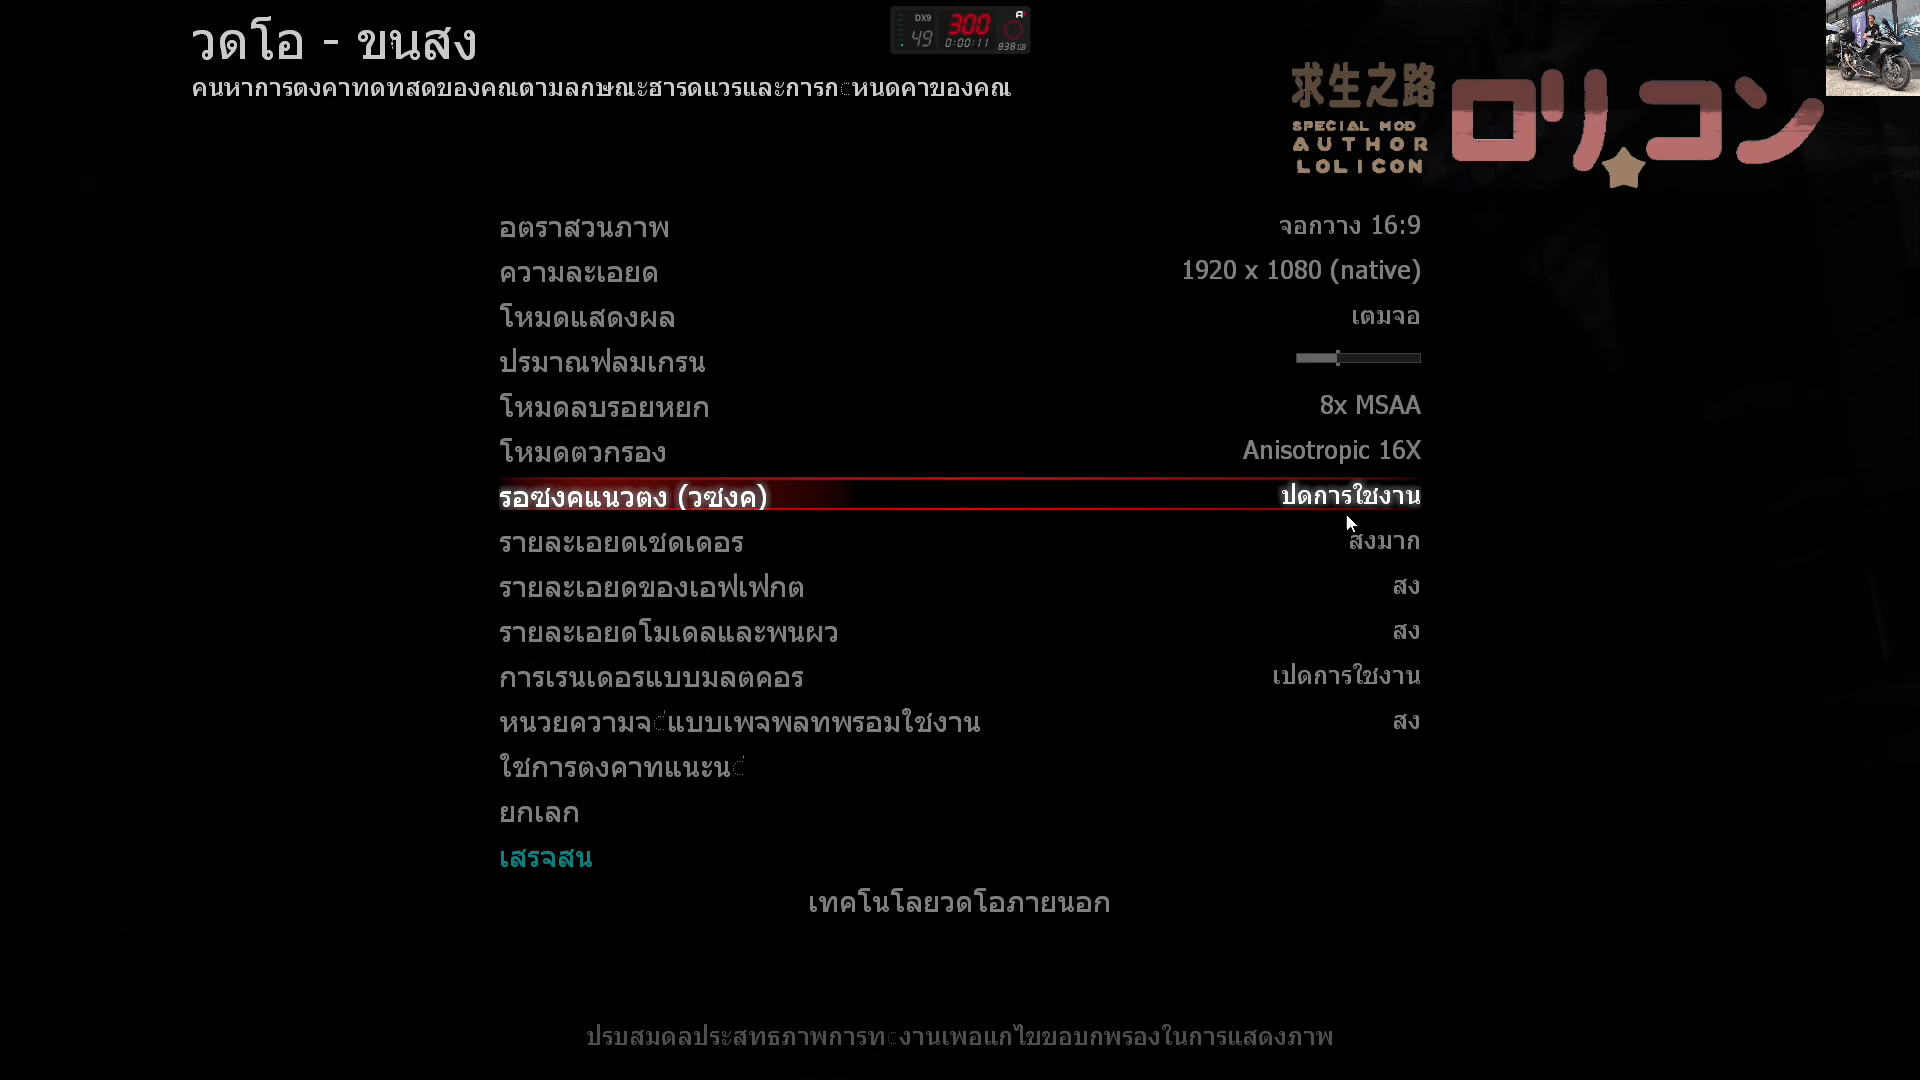 วดโอ - ขนสง
คนหาการตงคาทดทสดของคณตามลกษณะฮารดแวรและการก◌หนดคาของคณ
DX9
49
300
0:00:11
A
838GB
求生之路
SPECIAL MOD
AUTHOR
LOLICON
ロリコン
อตราสวนภาพ จอกวาง 16:9
ความละเอยด 1920 x 1080 (native)
โหมดแสดงผล เตมจอ
ปรมาณฟลมเกรน
โหมดลบรอยหยก 8x MSAA
โหมดตวกรอง Anisotropic 16X
รอซงคแนวตง (วซงค) ปดการใชงาน
รายละเอยดเชดเดอร สงมาก
รายละเอยดของเอฟเฟกต สง
รายละเอยดโมเดลและพนผว สง
การเรนเดอรแบบมลตคอร เปดการใชงาน
หนวยความจ◌่แบบเพจพลทพรอมใชงาน สง
ใชการตงคาทแนะน◌่
ยกเลก
เสรจสน
เทคโนโลยวดโอภายนอก
ปรบสมดลประสทธภาพการท◌งานเพอแกไขขอบกพรองในการแสดงภาพ